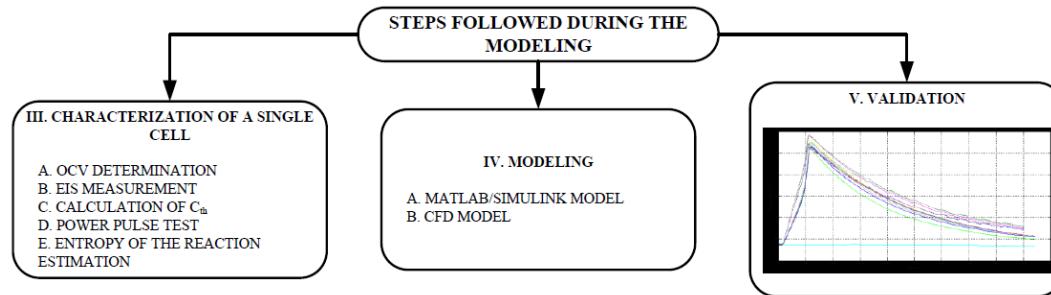 STEPS FOLLOWED DURING THE
MODELING
III. CHARACTERIZATION OF A SINGLE
CELL
A. OCV DETERMINATION
B. EIS MEASUREMENT
C. CALCULATION OF Cth
D. POWER PULSE TEST
E. ENTROPY OF THE REACTION
ESTIMATION
IV. MODELING
A. MATLAB/SIMULINK MODEL
B. CFD MODEL
V. VALIDATION